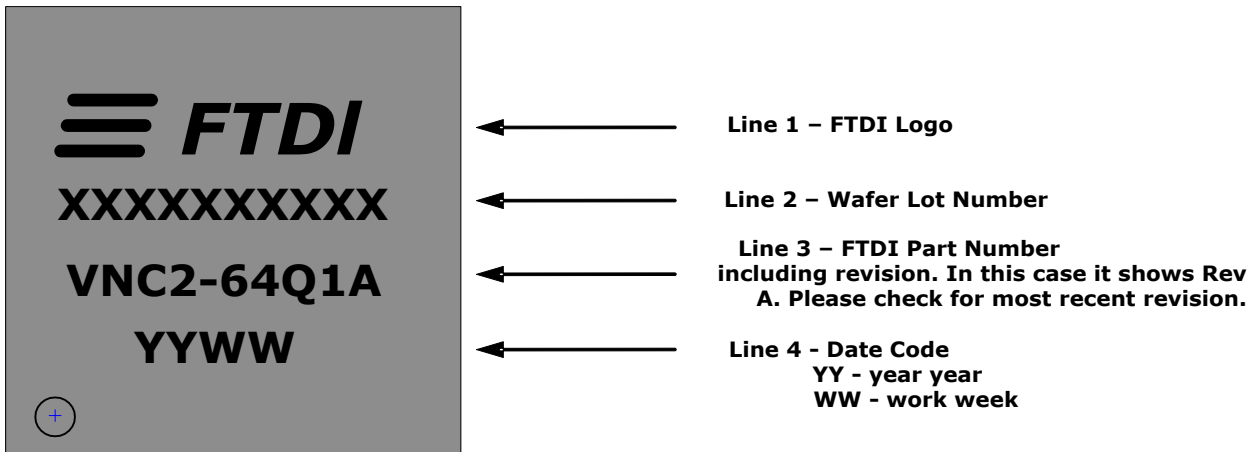 FTDI
XXXXXXXXXX
VNC2-64Q1A
YYWW
Line 1 – FTDI Logo
Line 2 – Wafer Lot Number
Line 3 – FTDI Part Number
including revision. In this case it shows Rev
A. Please check for most recent revision.
Line 4 - Date Code
YY - year year
WW - work week